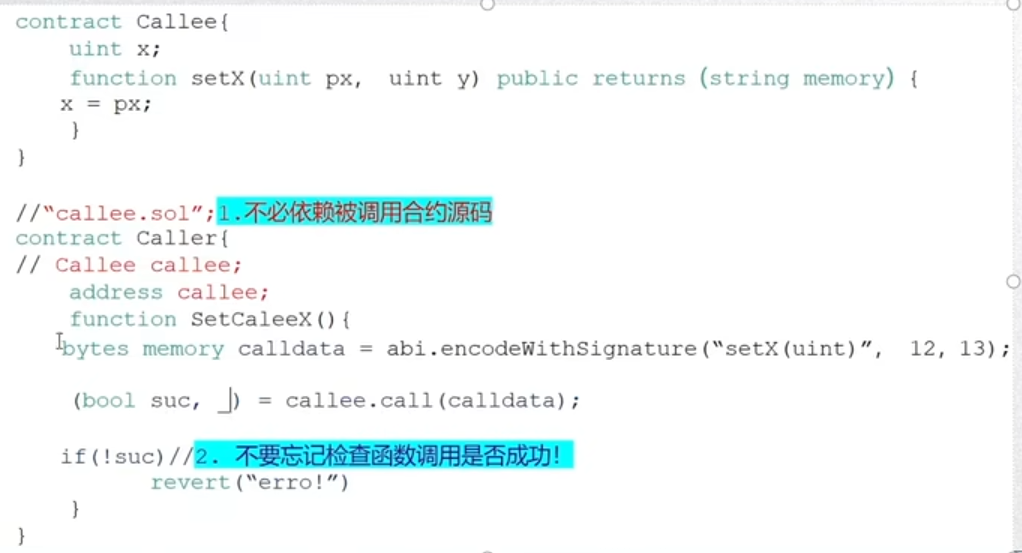 contract Callee{
uint x;
function setX(uint px, uint y) public returns (string memory) {
x = px;
}
}
//“callee.sol”;1.不必依赖被调用合约源码
contract Caller{
// Callee callee;
address callee;
function SetCaleeX(){
bytes memory calldata = abi.encodeWithSignature(“setX(uint)”, 12, 13);
(bool suc, _) = callee.call(calldata);
if(!suc)//2. 不要忘记检查函数调用是否成功！
revert(“erro!”)
}
}